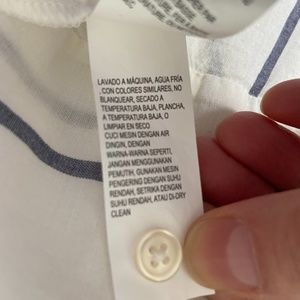 LAVADO A MÁQUINA, AGUA FRÍA
, CON COLORES SIMILARES, NO
BLANQUEAR, SECADO A
TEMPERATURA BAJA, PLANCHA,
A TEMPERATURA BAJA, O
LIMPIAR EN SECO
CUCI MESIN DENGAN AIR
DINGIN, DENGAN
WARNA-WARNA SEPERTI,
JANGAN MENGGUNAKAN
PEMUTIH, GUNAKAN MESIN
PENGERING DENGAN SUHU
RENDAH, SETRIKA DENGAN
SUHU RENDAH, ATAU DI-DRY
CLEAN